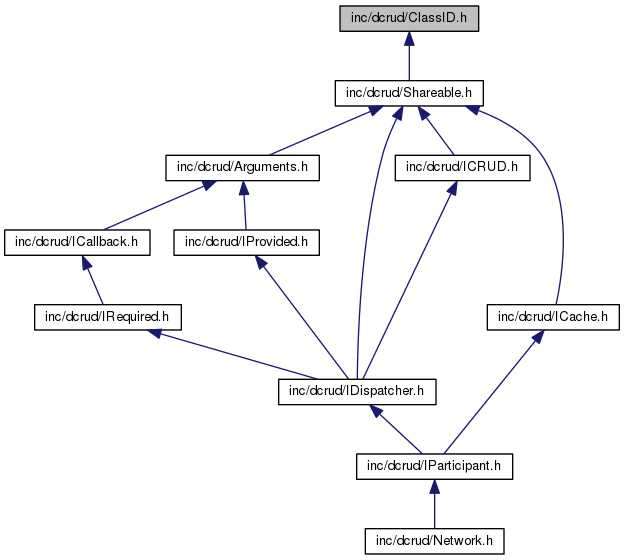 inc/dcrud/ClassID.h
inc/dcrud/Shareable.h
inc/dcrud/Arguments.h
inc/dcrud/ICRUD.h
inc/dcrud/ICallback.h
inc/dcrud/IProvided.h
inc/dcrud/IRequired.h
inc/dcrud/ICache.h
inc/dcrud/IDispatcher.h
inc/dcrud/IParticipant.h
inc/dcrud/Network.h